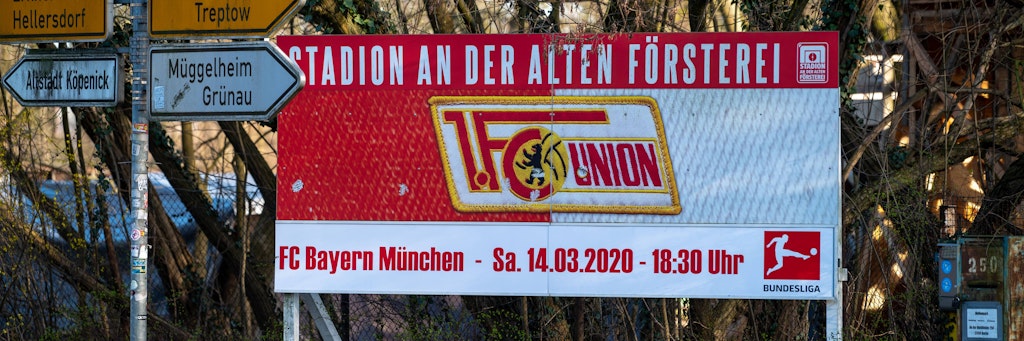 Hellersdorf
Treptow
Altstadt Köpenick
Müggelheim
Grünau
STADION AN DER ALTEN FÖRSTEREI
STADION
AN DER ALTEN
FÖRSTEREI
1.FC UNION
FC Bayern München - Sa. 14.03.2020 - 18:30 Uhr
BUNDESLIGA
250